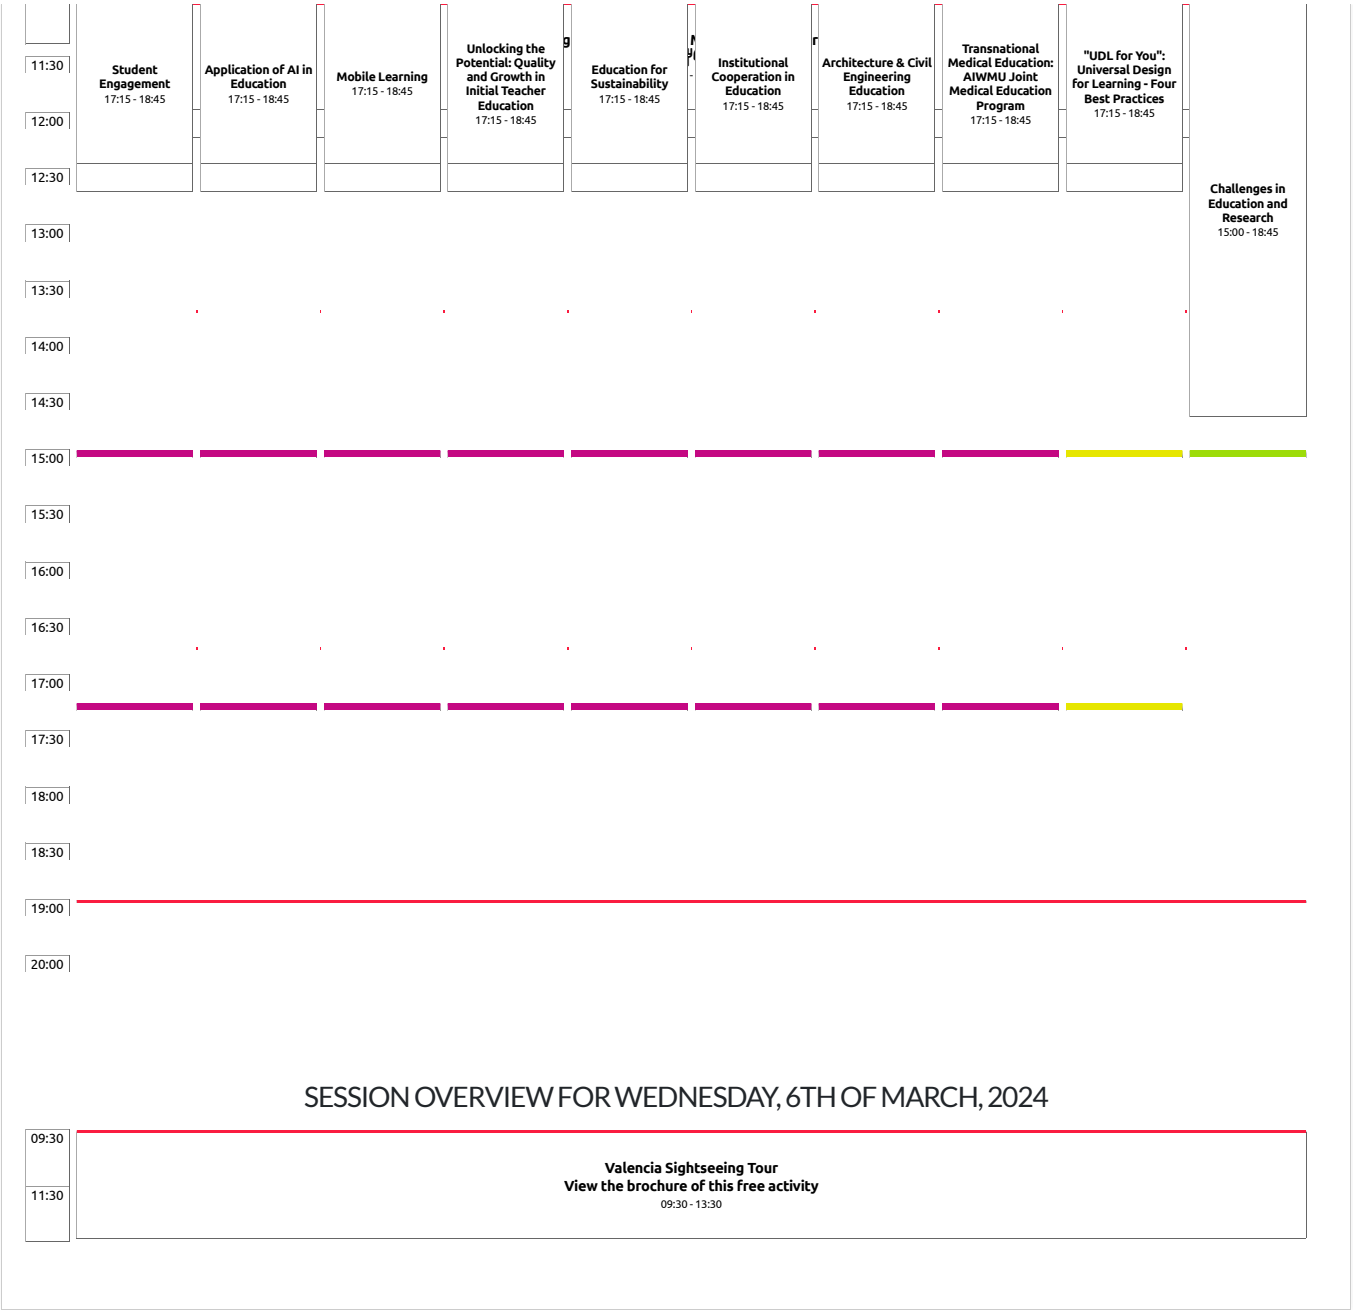 11:30
12:00
12:30
13:00
13:30
14:00
14:30
15:00
15:30
16:00
16:30
17:00
17:30
18:00
18:30
19:00
20:00
Student
Engagement
17:15 - 18:45
Application of AI in
Education
17:15 - 18:45
Mobile Learning
17:15 - 18:45
Unlocking the
Potential: Quality
and Growth in
Initial Teacher
Education
17:15 - 18:45
Education for
Sustainability
17:15 - 18:45
Institutional
Cooperation in
Education
17:15 - 18:45
Architecture & Civil
Engineering
Education
17:15 - 18:45
Transnational
Medical Education:
AIWMU Joint
Medical Education
Program
17:15 - 18:45
"UDL for You":
Universal Design
for Learning - Four
Best Practices
17:15 - 18:45
Challenges in
Education and
Research
15:00 - 18:45
SESSION OVERVIEW FOR WEDNESDAY, 6TH OF MARCH, 2024
09:30
11:30
Valencia Sightseeing Tour
View the brochure of this free activity
09:30 - 13:30